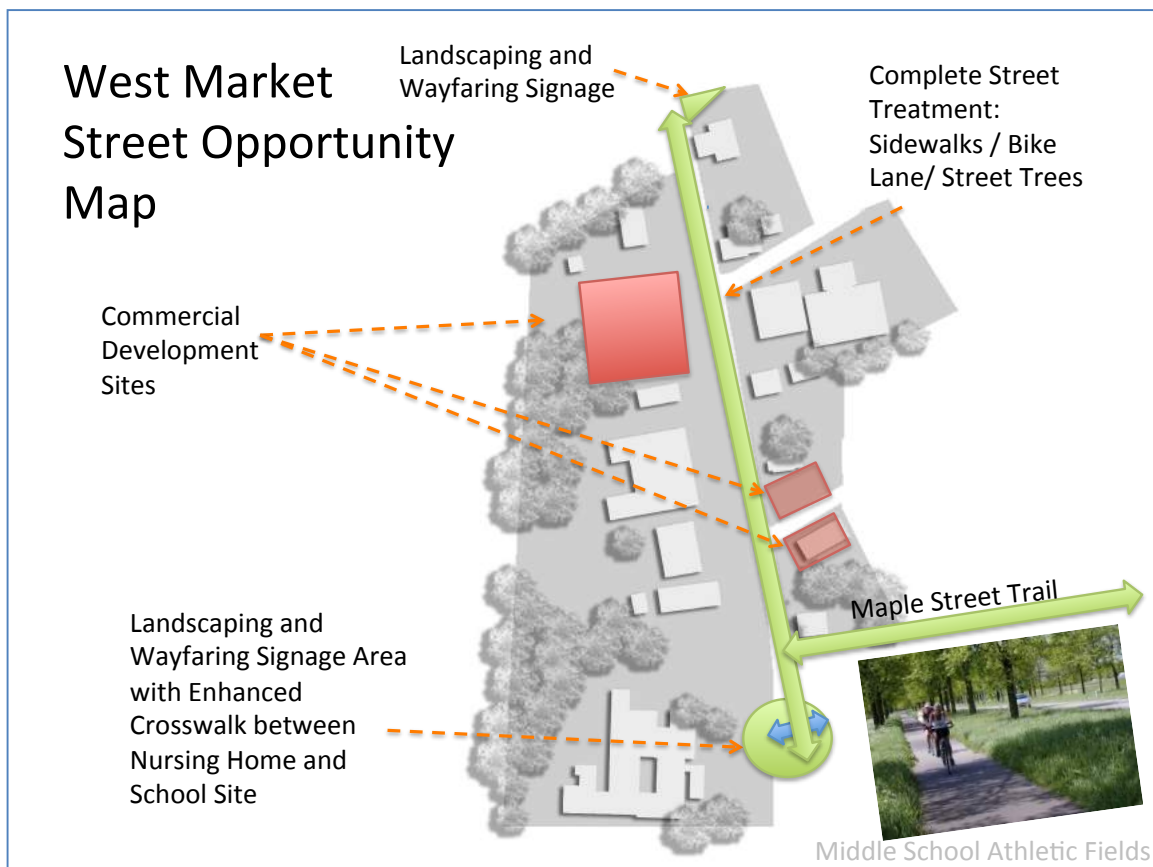 West Market
Street Opportunity
Map
Landscaping and
Wayfaring Signage
Complete Street
Treatment:
Sidewalks / Bike
Lane/ Street Trees
Commercial
Development
Sites
Maple Street Trail
Landscaping and
Wayfaring Signage Area
with Enhanced
Crosswalk between
Nursing Home and
School Site
Middle School Athletic Fields